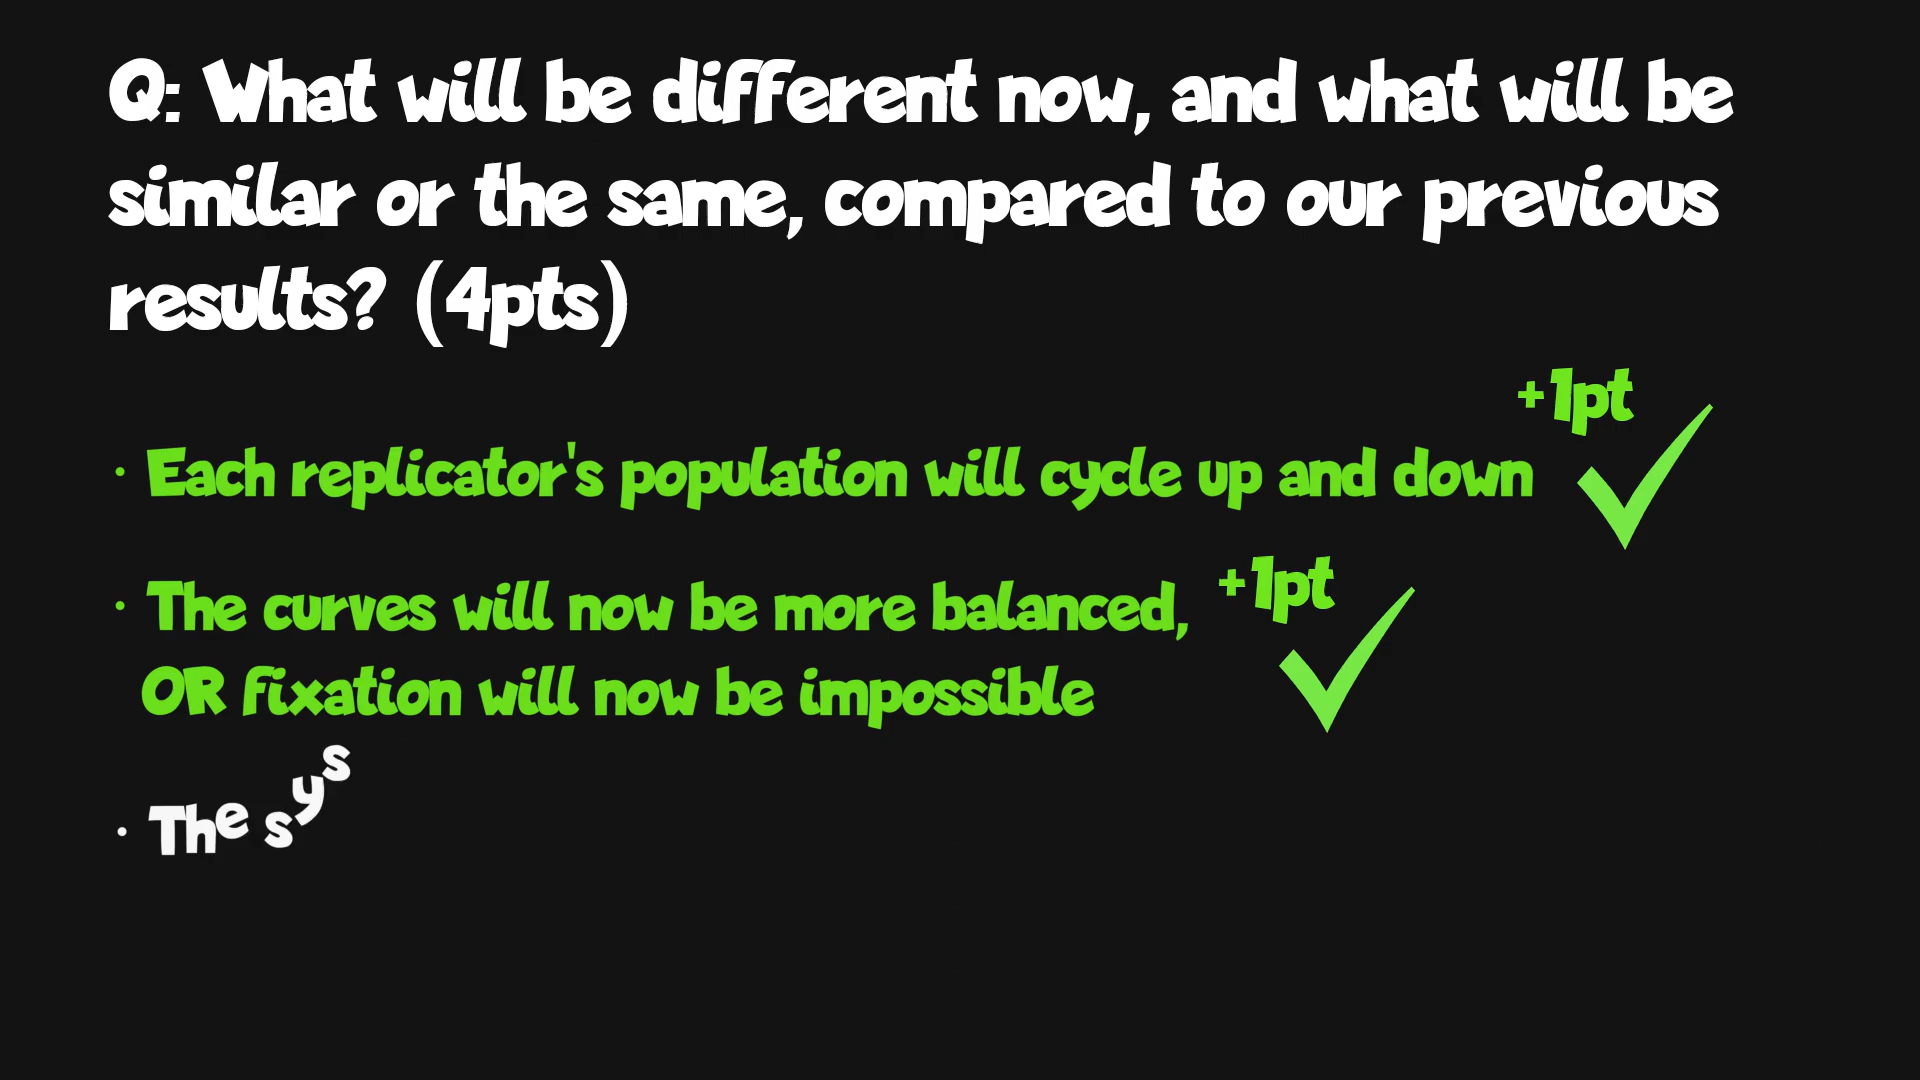 Q: What will be different now, and what will be
similar or the same, compared to our previous
results? (4pts)
+1pt
· Each replicator's population will cycle up and down
+1pt
· The curves will now be more balanced,
OR fixation will now be impossible
· The sys